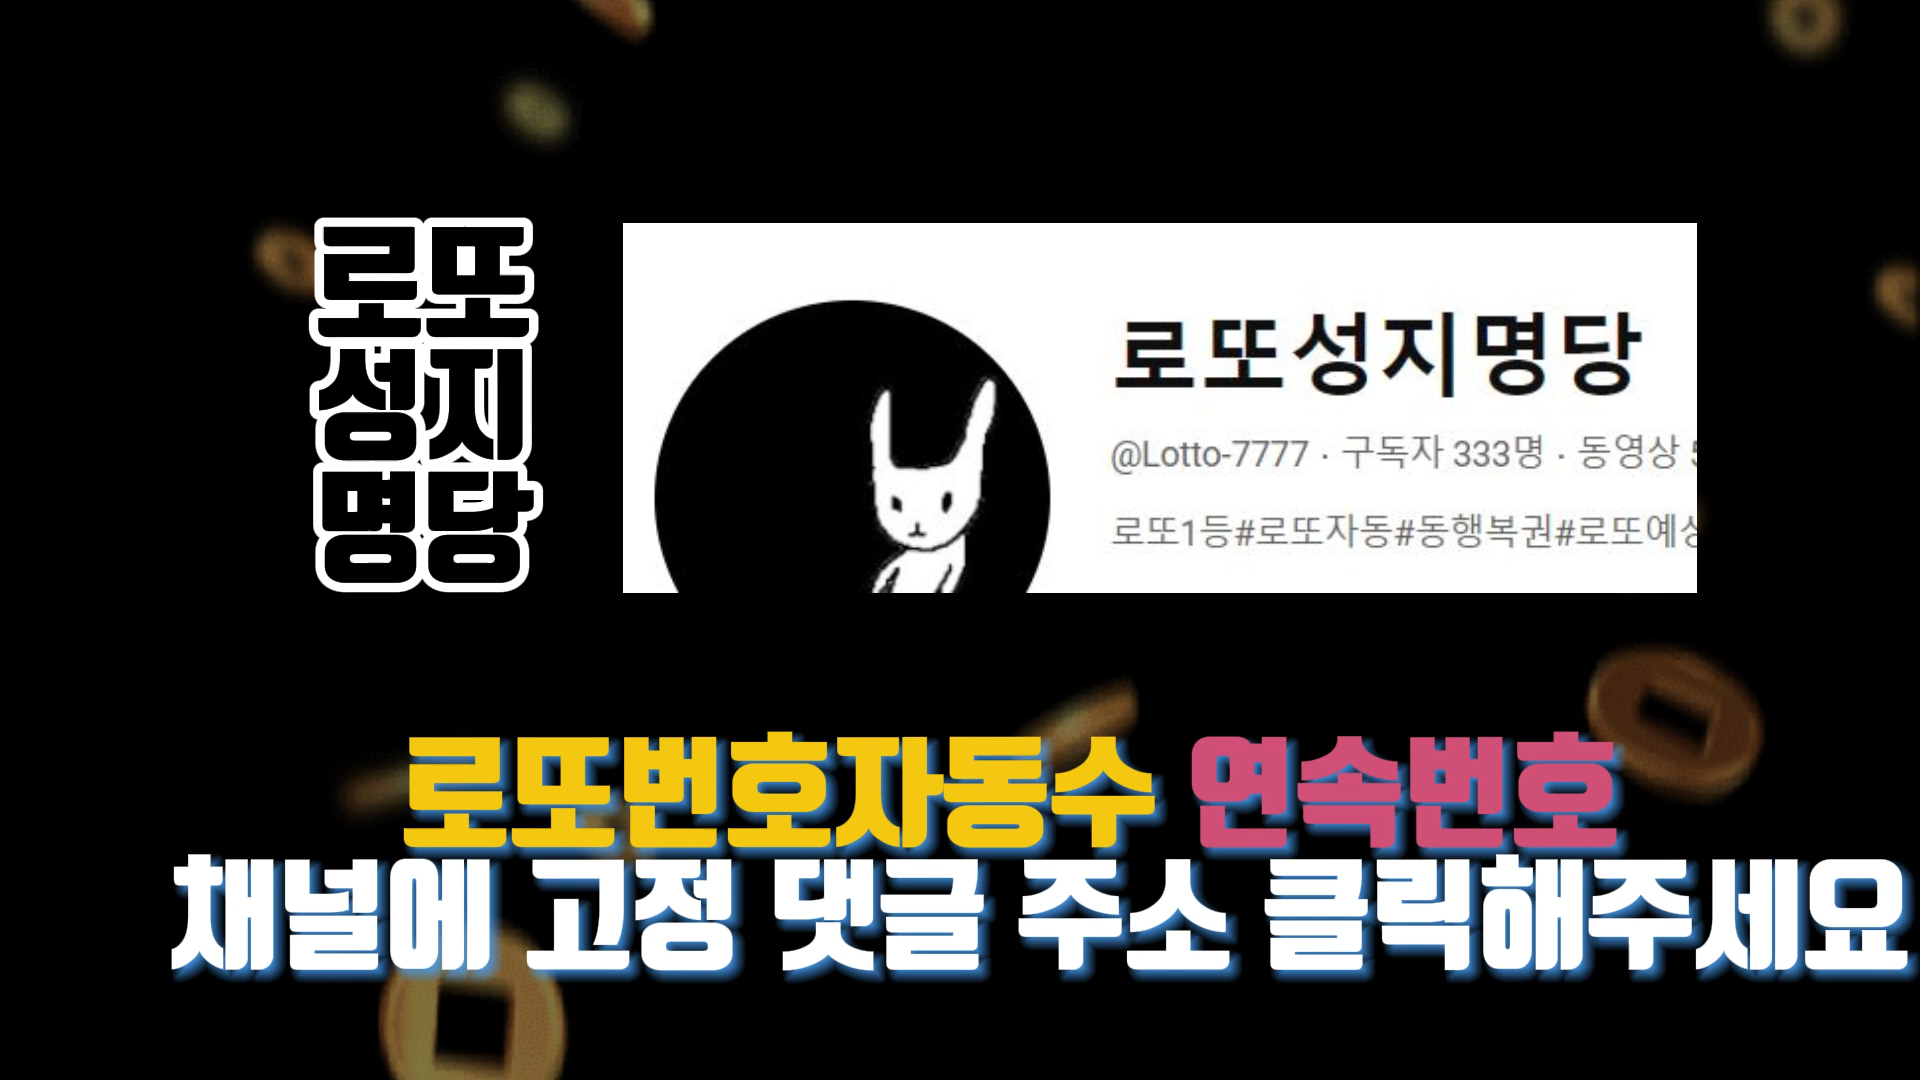 로또
성지
명당
로또성지명당
@Lotto-7777 · 구독자 333명 · 동영상
로또1등#로또자동#동행복권#로또예상
로또번호자동수 연속번호
채널에 고정 댓글 주소 클릭해주세요